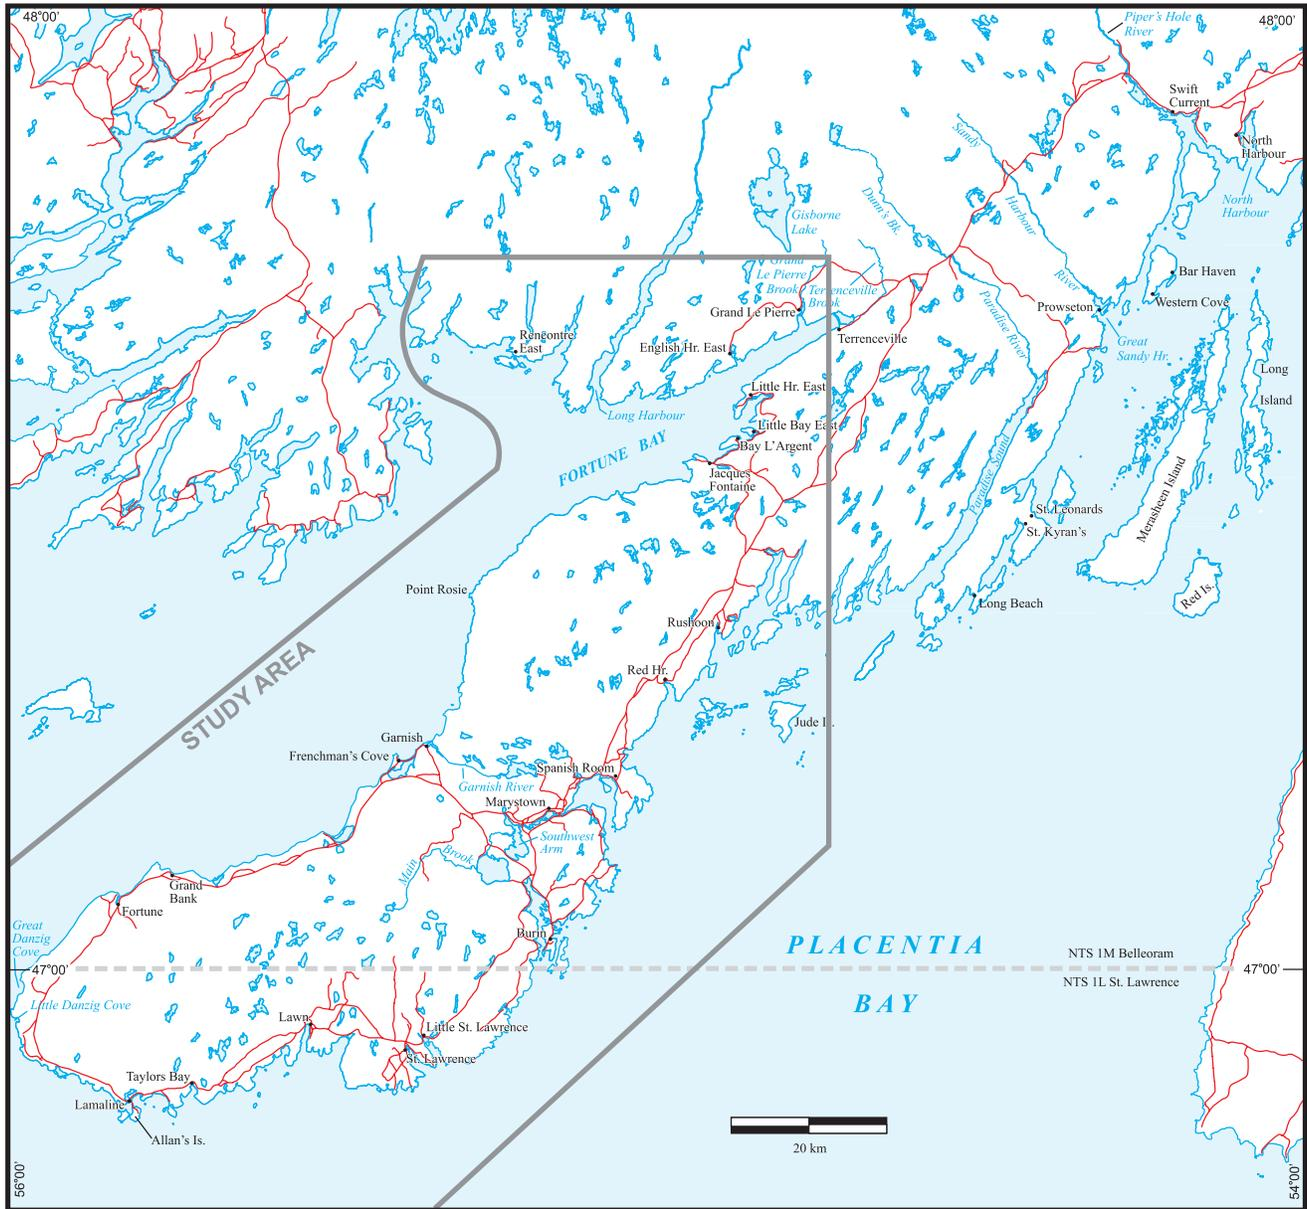 48°00'
Piper's Hole
River
48°00'
Swift
Current
Sandy
North
Harbour
Dunn's Bk.
Harbour
North
Harbour
Gisborne
Lake
Grand
Le Pierre
Brook
Terrenceville
Brook
River
Bar Haven
Western Cove
Paradise River
Prowseton
Grand Le Pierre
Rencontre
East
English Hr. East
Terrenceville
Great
Sandy Hr.
Long
Island
Little Hr. East
Long Harbour
Little Bay East
Bay L'Argent
FORTUNE BAY
Jacques
Fontaine
Paradise Sound
Merasheen Island
St. Leonards
St. Kyran's
Point Rosie
Red Is.
Long Beach
Rushoon
Red Hr.
STUDY AREA
Jude I
Garnish
Frenchman's Cove
Spanish Room
Garnish River
Marystown
Southwest
Arm
Main
Brook
Grand
Bank
Fortune
Great
Danzig
Cove
Burin
PLACENTIA
BAY
NTS 1M Belleoram
47°00'
47°00'
NTS 1L St. Lawrence
Little Danzig Cove
Lawn
Little St. Lawrence
St. Lawrence
Taylors Bay
Lamaline
Allan's Is.
20 km
56°00'
54°00'